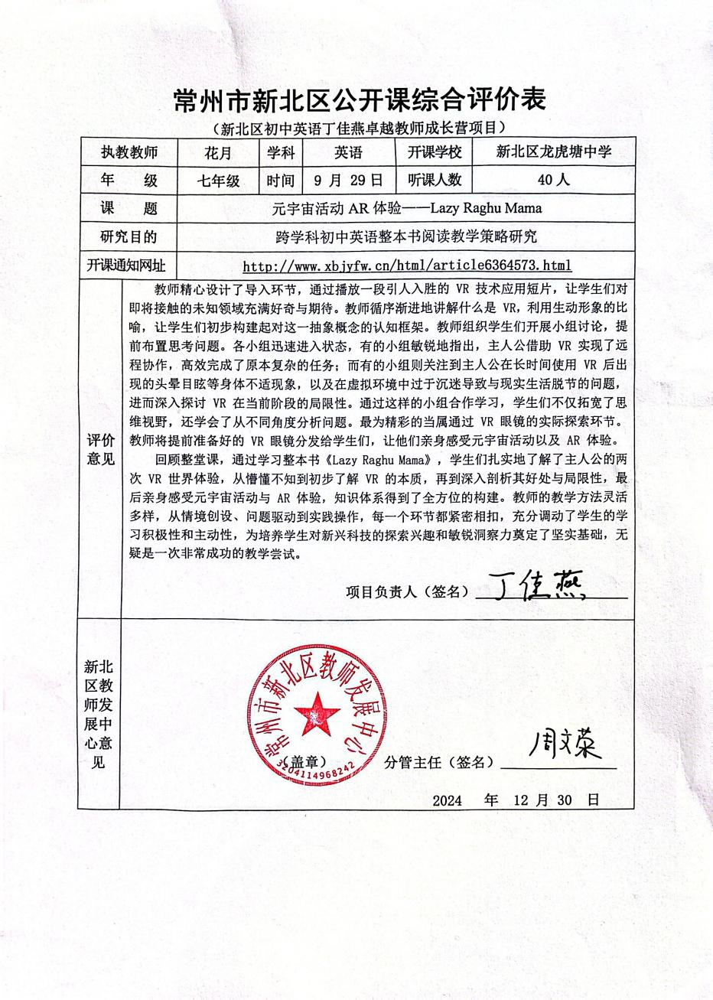 常州市新北区公开课综合评价表
（新北区初中英语丁佳燕卓越教师成长营项目）
执教教师 花月 学科 英语 开课学校 新北区龙虎塘中学
年 级 七年级 时间 9 月 29 日 听课人数 40 人
课 题 元宇宙活动 AR 体验——Lazy Raghu Mama
研究目的 跨学科初中英语整本书阅读教学策略研究
开课通知网址 http://www.xbjyfw.cn/html/article6364573.html
评价
意见
教师精心设计了导入环节，通过播放一段引人入胜的 VR 技术应用短片，让学生们对
即将接触的未知领域充满好奇与期待。教师循序渐进地讲解什么是 VR，利用生动形象的比
喻，让学生们初步构建起对这一抽象概念的认知框架。教师组织学生们开展小组讨论，提
前布置思考问题。各小组迅速进入状态，有的小组敏锐地指出，主人公借助 VR 实现了远
程协作，高效完成了原本复杂的任务；而有的小组则关注到主人公在长时间使用 VR 后出
现的头晕目眩等身体不适现象，以及在虚拟环境中过于沉迷导致与现实生活脱节的问题，
进而深入探讨 VR 在当前阶段的局限性。通过这样的小组合作学习，学生们不仅拓宽了思
维视野，还学会了从不同角度分析问题。最为精彩的当属通过 VR 眼镜的实际探索环节。
教师将提前准备好的 VR 眼镜分发给学生们，让他们亲身感受元宇宙活动以及 AR 体验。
回顾整堂课，通过学习整本书《Lazy Raghu Mama》，学生们扎实地了解了主人公的两
次 VR 世界体验，从懵懂不知到初步了解 VR 的本质，再到深入剖析其好处与局限性，最
后亲身感受元宇宙活动与 AR 体验，知识体系得到了全方位的构建。教师的教学方法灵活
多样，从情境创设、问题驱动到实践操作，每一个环节都紧密相扣，充分调动了学生的学
习积极性和主动性，为培养学生对新兴科技的探索兴趣和敏锐洞察力奠定了坚实基础，无
疑是一次非常成功的教学尝试。
项目负责人（签名）丁佳燕
新北
区教
师发
展中
心意
见
常州市新北区教师发展中心
（盖章） 分管主任（签名）周文荣
3204114968242
2024 年 12 月 30 日